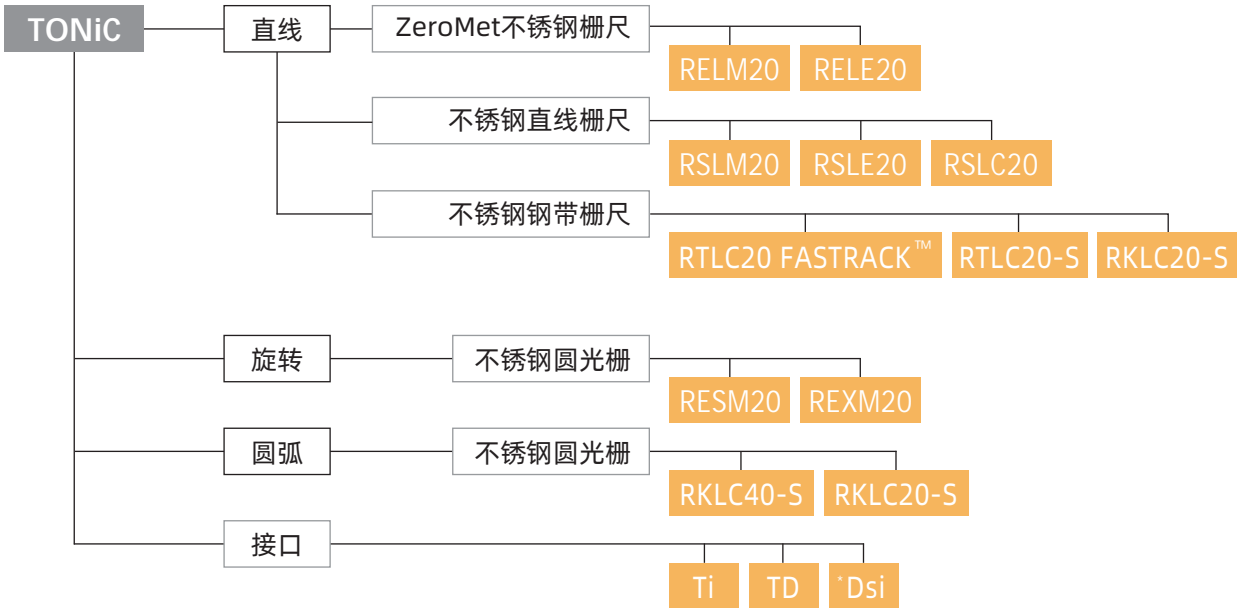 TONiC
直线
ZeroMet不锈钢栅尺
RELM20 RELE20
不锈钢直线栅尺
RSLM20 RSLE20 RSLC20
不锈钢钢带栅尺
RTLC20 FASTRACK™ RTLC20-S RKLC20-S
旋转
不锈钢圆光栅
RESM20 REXM20
圆弧
不锈钢圆光栅
RKLC40-S RKLC20-S
接口
Ti TD *Dsi